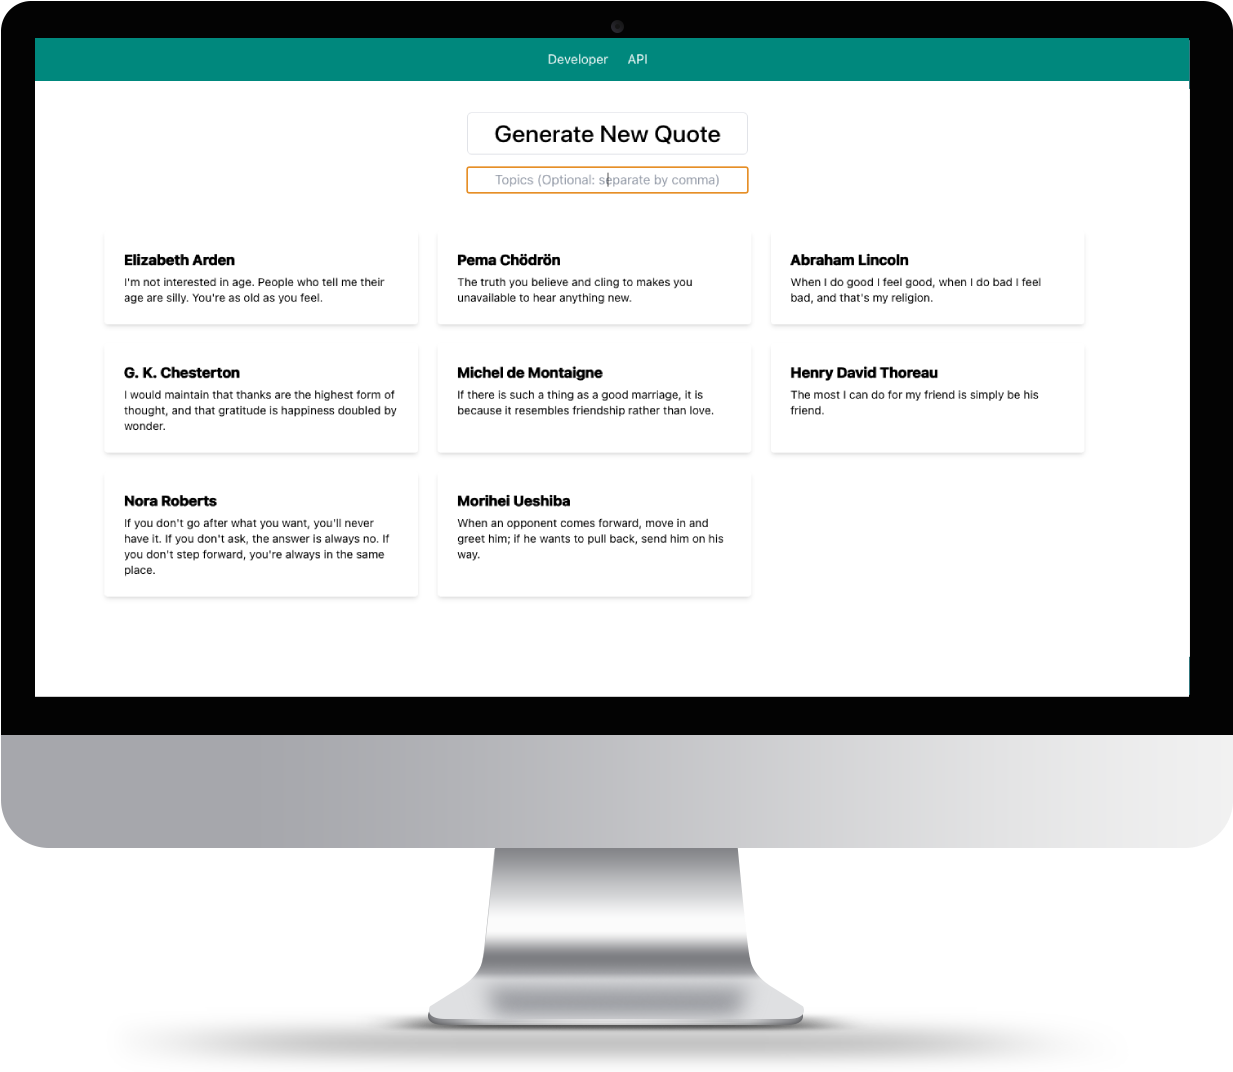 Developer API
Generate New Quote
Topics (Optional: separate by comma)
Elizabeth Arden
I'm not interested in age. People who tell me their
age are silly. You're as old as you feel.
Pema Chödrön
The truth you believe and cling to makes you
unavailable to hear anything new.
Abraham Lincoln
When I do good I feel good, when I do bad I feel
bad, and that's my religion.
G. K. Chesterton
I would maintain that thanks are the highest form of
thought, and that gratitude is happiness doubled by
wonder.
Michel de Montaigne
If there is such a thing as a good marriage, it is
because it resembles friendship rather than love.
Henry David Thoreau
The most I can do for my friend is simply be his
friend.
Nora Roberts
If you don't go after what you want, you'll never
have it. If you don't ask, the answer is always no. If
you don't step forward, you're always in the same
place.
Morihei Ueshiba
When an opponent comes forward, move in and
greet him; if he wants to pull back, send him on his
way.